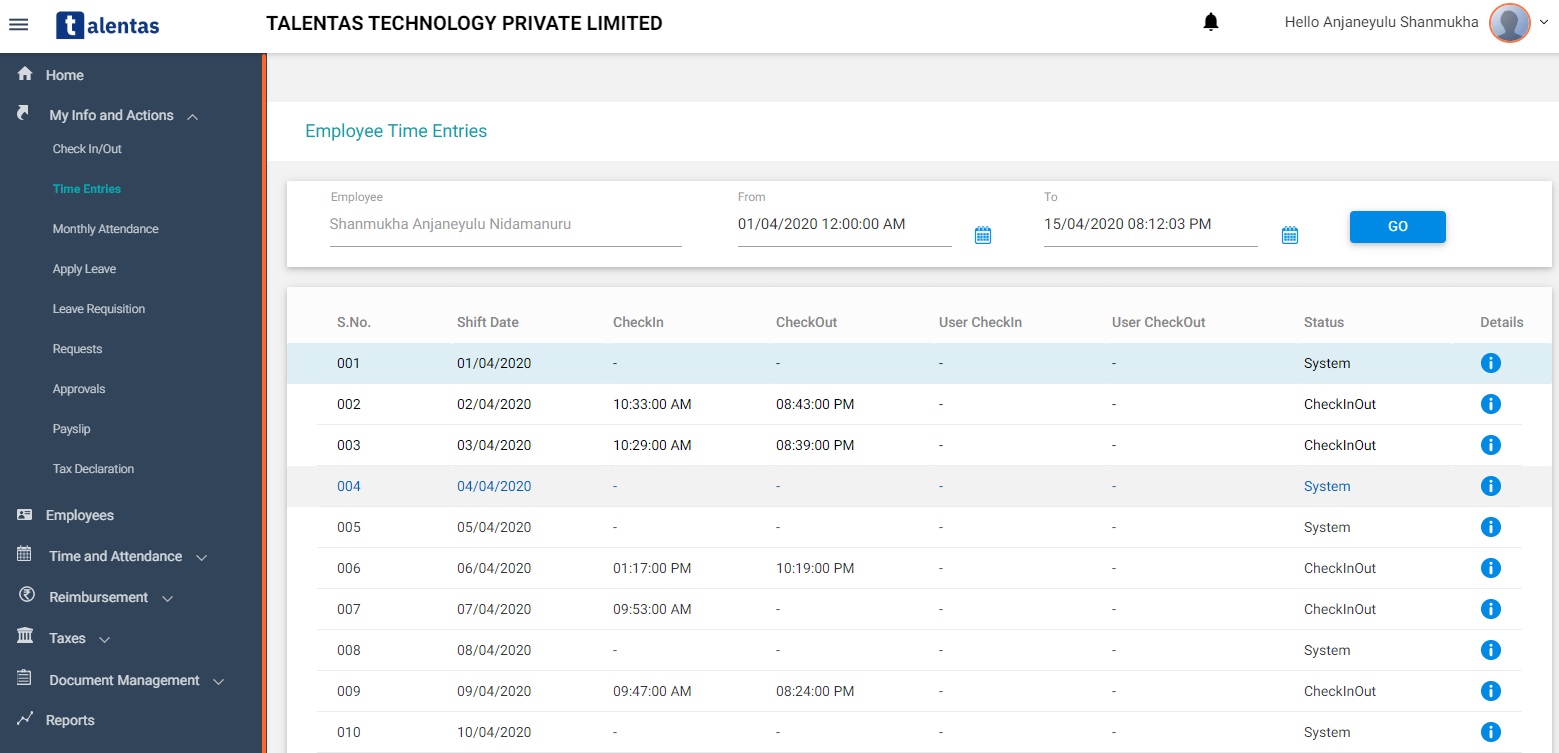 talentas
TALENTAS TECHNOLOGY PRIVATE LIMITED
Hello Anjaneyulu Shanmukha
Home
My Info and Actions
Check In/Out
Time Entries
Monthly Attendance
Apply Leave
Leave Requisition
Requests
Approvals
Payslip
Tax Declaration
Employees
Time and Attendance
Reimbursement
Taxes
Document Management
Reports
Employee Time Entries
Employee From To
Shanmukha Anjaneyulu Nidamanuru 01/04/2020 12:00:00 AM 15/04/2020 08:12:03 PM GO
S.No. Shift Date CheckIn CheckOut User CheckIn User CheckOut Status Details
001 01/04/2020 - - - - System
002 02/04/2020 10:33:00 AM 08:43:00 PM - - CheckInOut
003 03/04/2020 10:29:00 AM 08:39:00 PM - - CheckInOut
004 04/04/2020 - - - - System
005 05/04/2020 - - - - System
006 06/04/2020 01:17:00 PM 10:19:00 PM - - CheckInOut
007 07/04/2020 09:53:00 AM - - - CheckInOut
008 08/04/2020 - - - - System
009 09/04/2020 09:47:00 AM 08:24:00 PM - - CheckInOut
010 10/04/2020 - - - - System